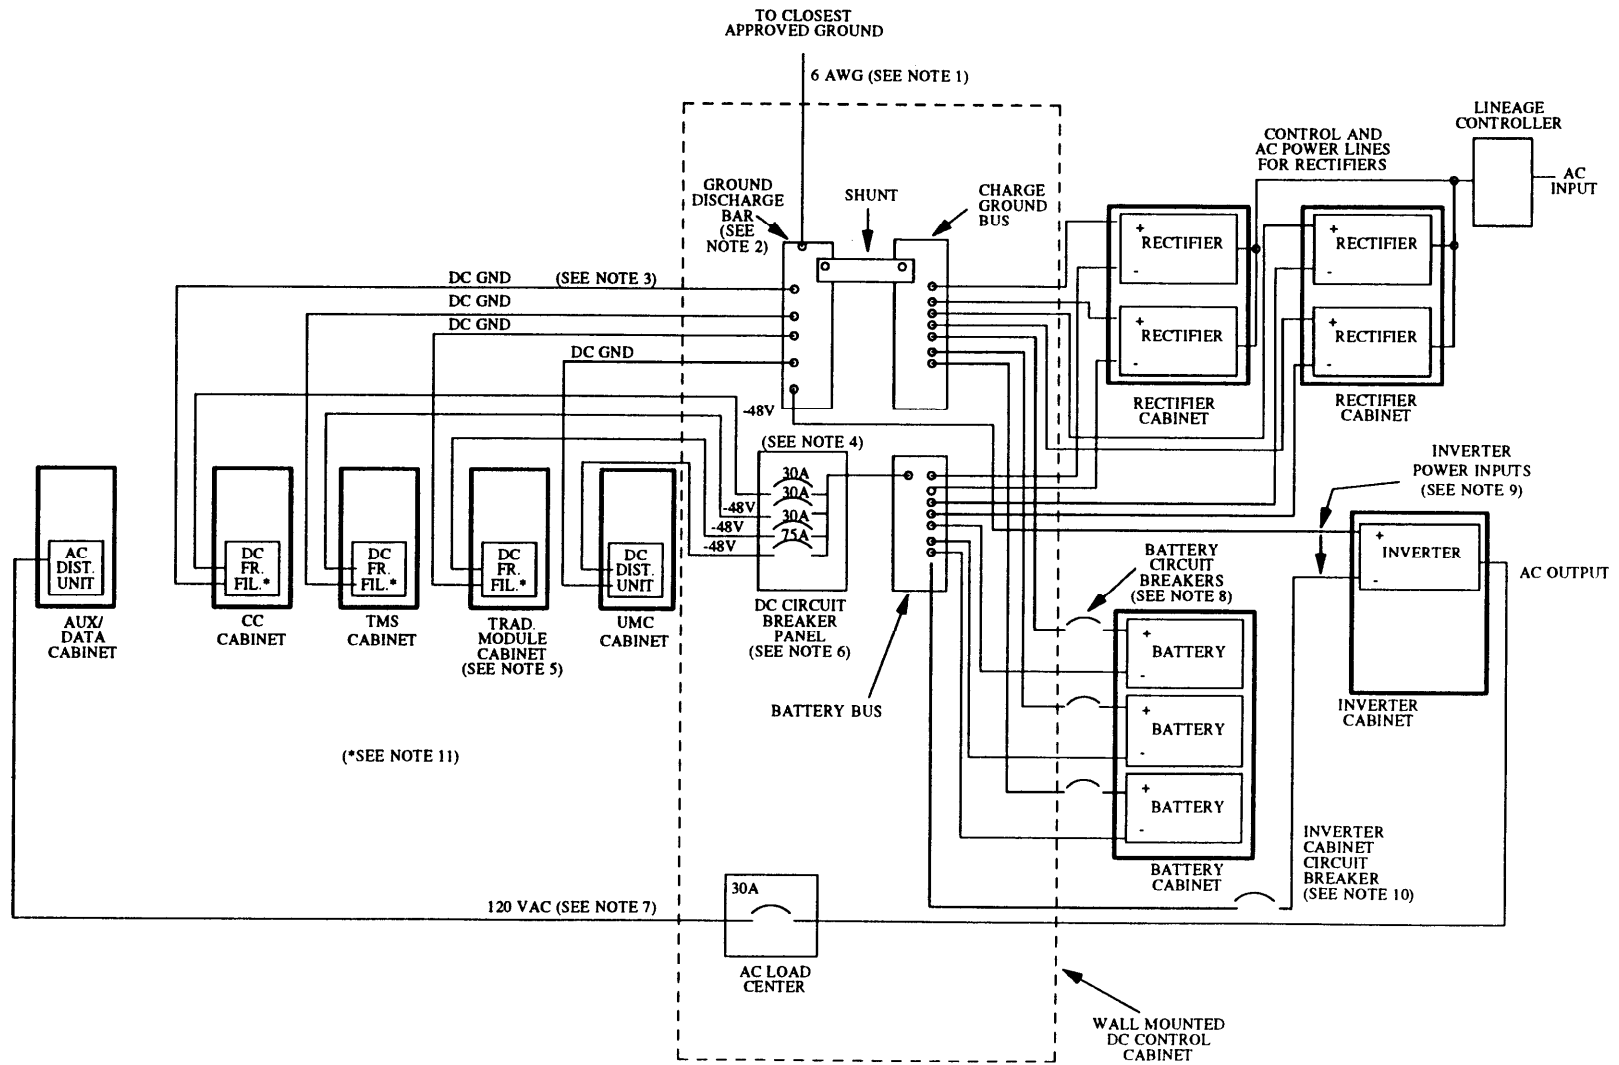 TO CLOSEST
APPROVED GROUND
6 AWG (SEE NOTE 1)
LINEAGE
CONTROLLER
CONTROL AND
AC POWER LINES
FOR RECTIFIERS
AC
INPUT
GROUND
DISCHARGE
BAR
(SEE
NOTE 2)
SHUNT
CHARGE
GROUND
BUS
+
RECTIFIER
-
+
RECTIFIER
-
RECTIFIER
CABINET
+
RECTIFIER
-
+
RECTIFIER
-
RECTIFIER
CABINET
DC GND (SEE NOTE 3)
DC GND
DC GND
DC GND
-48V
(SEE NOTE 4)
30A
30A
-48V
30A
-48V
75A
-48V
DC CIRCUIT
BREAKER
PANEL
(SEE NOTE 6)
BATTERY BUS
INVERTER
POWER INPUTS
(SEE NOTE 9)
+
INVERTER
-
AC OUTPUT
INVERTER
CABINET
BATTERY
CIRCUIT
BREAKERS
(SEE NOTE 8)
+
BATTERY
-
+
BATTERY
-
+
BATTERY
-
BATTERY
CABINET
INVERTER
CABINET
CIRCUIT
BREAKER
(SEE NOTE 10)
AC
DIST.
UNIT
AUX/
DATA
CABINET
DC
FR.
FIL.*
CC
CABINET
DC
FR.
FIL.*
TMS
CABINET
DC
FR.
FIL.*
TRAD.
MODULE
CABINET
(SEE NOTE 5)
DC
DIST.
UNIT
UMC
CABINET
(*SEE NOTE 11)
120 VAC (SEE NOTE 7)
30A
AC LOAD
CENTER
WALL MOUNTED
DC CONTROL
CABINET